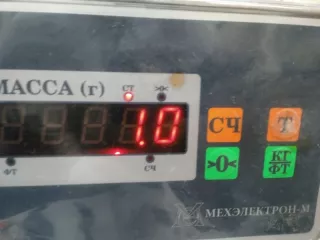 МАССА (г)
СТ >|<
1.0
СЧ Т
>0< КГ
ФТ
ФТ СЧ
МЕХЭЛЕКТРОН-М